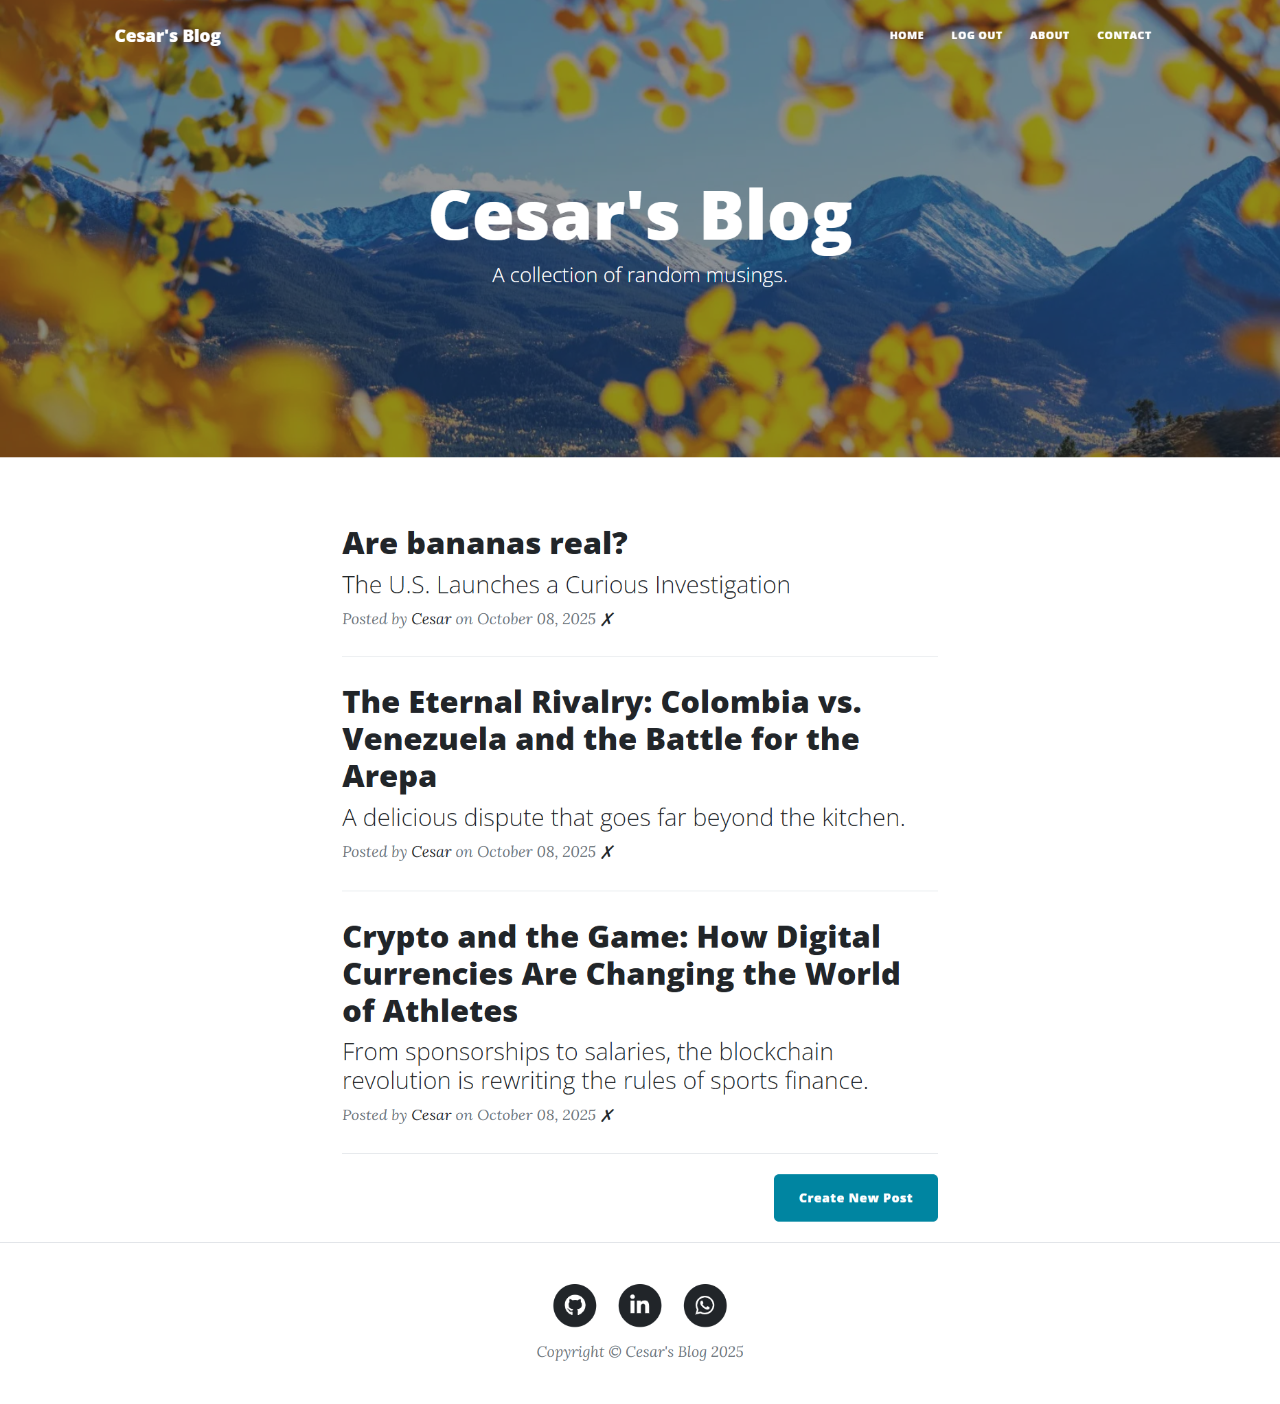 Cesar's Blog
HOME LOG OUT ABOUT CONTACT
Cesar's Blog
A collection of random musings.
Are bananas real?
The U.S. Launches a Curious Investigation
Posted by Cesar on October 08, 2025 ✗
The Eternal Rivalry: Colombia vs.
Venezuela and the Battle for the
Arepa
A delicious dispute that goes far beyond the kitchen.
Posted by Cesar on October 08, 2025 ✗
Crypto and the Game: How Digital
Currencies Are Changing the World
of Athletes
From sponsorships to salaries, the blockchain
revolution is rewriting the rules of sports finance.
Posted by Cesar on October 08, 2025 ✗
Create New Post
in
Copyright © Cesar's Blog 2025